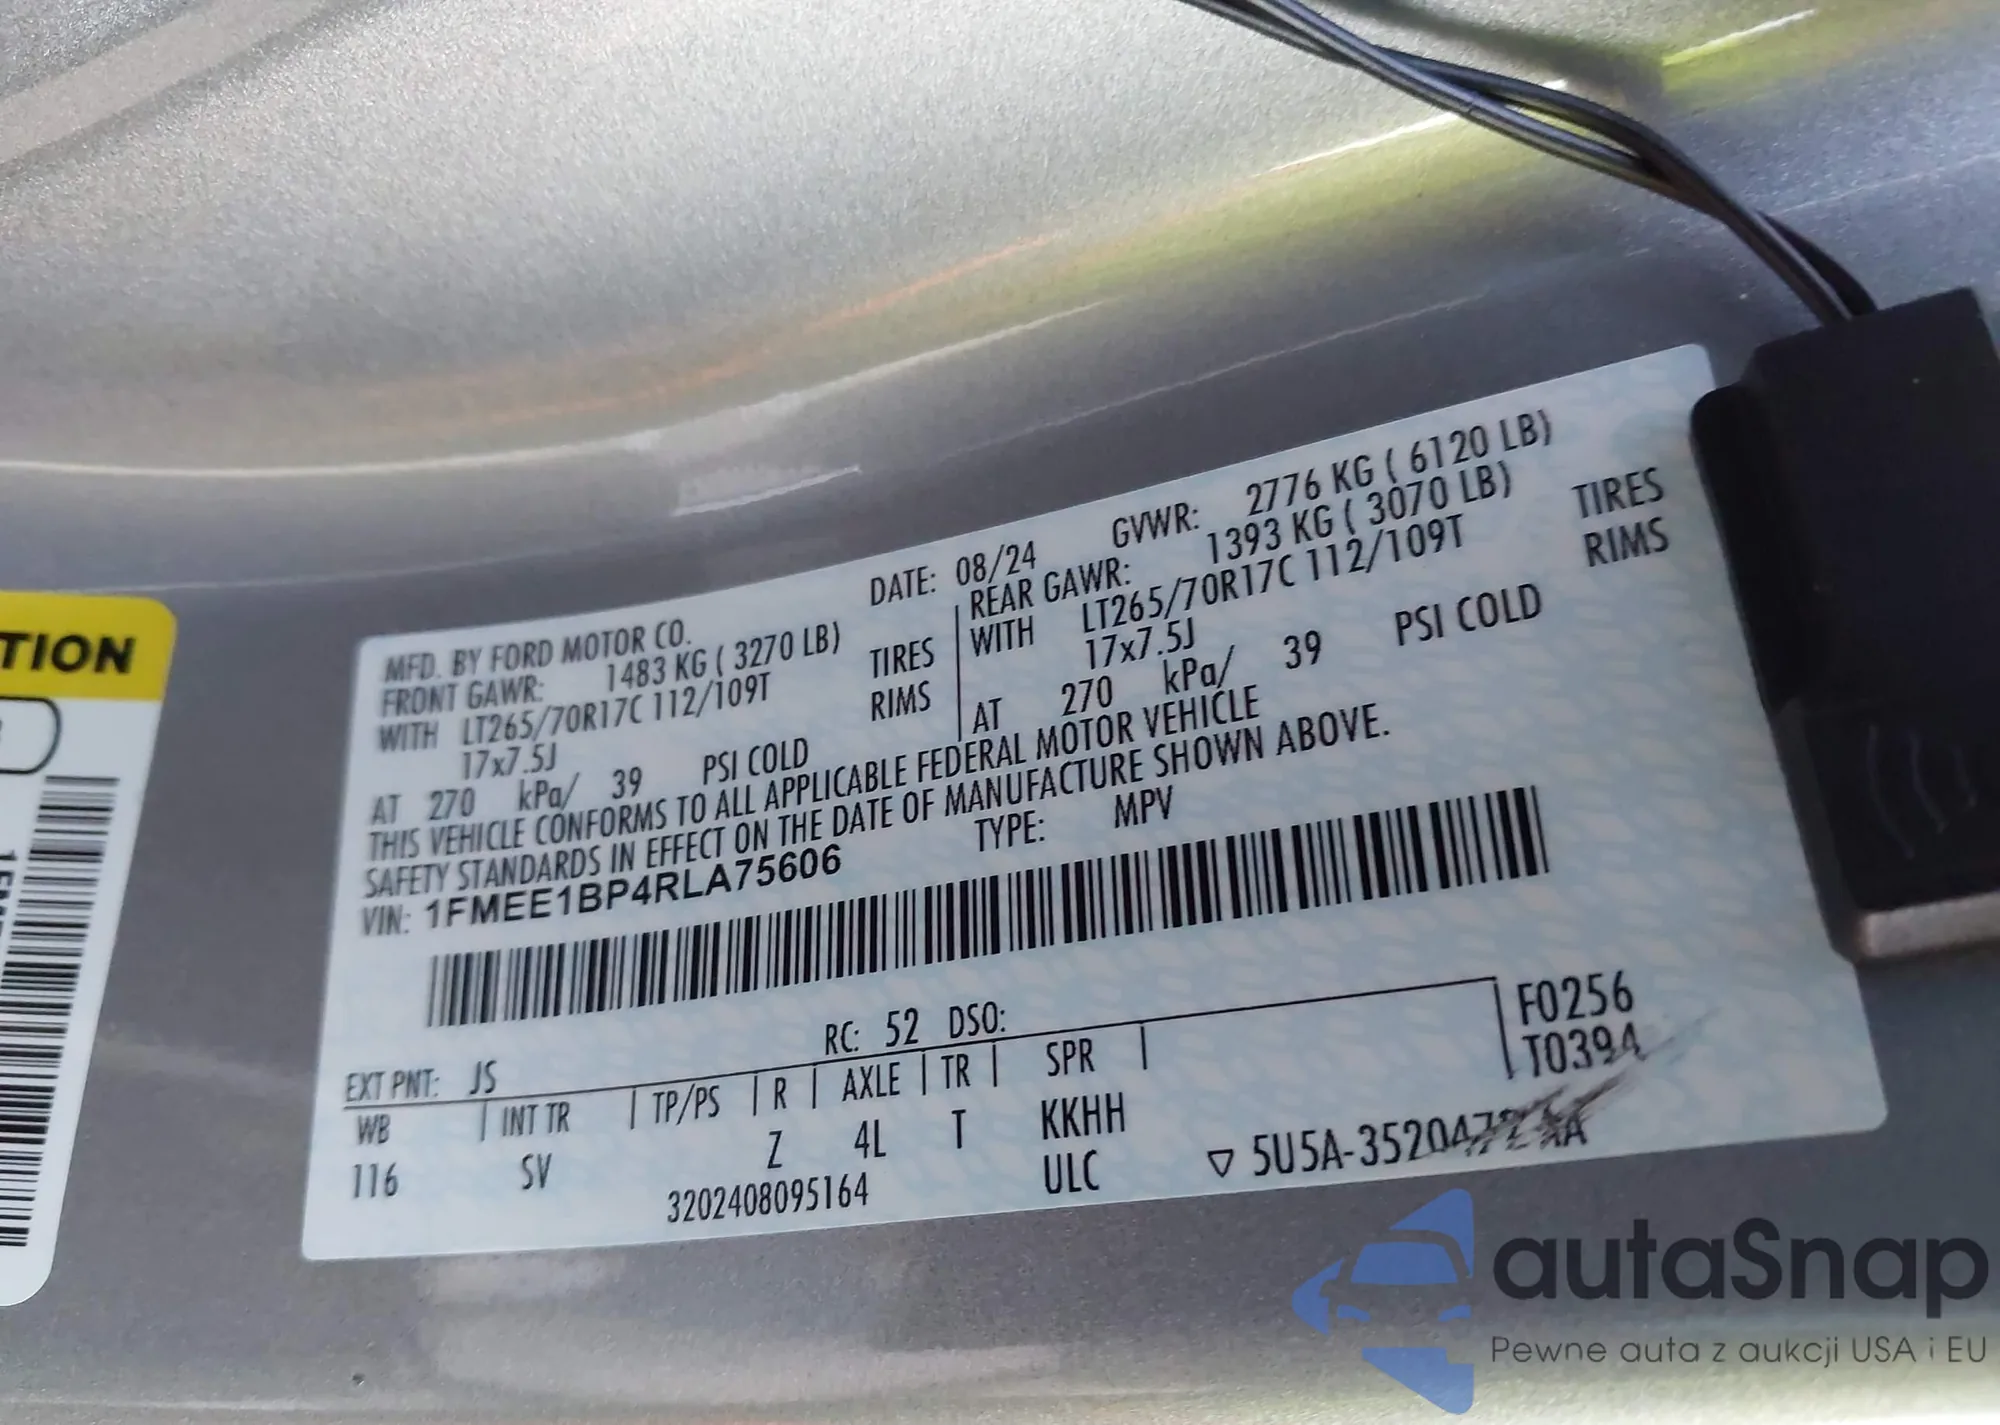 TION
MFD. BY FORD MOTOR CO.
DATE: 08/24
GVWR: 2776 KG ( 6120 LB)
FRONT GAWR: 1483 KG ( 3270 LB)
WITH LT265/70R17C 112/109T TIRES
17x7.5J RIMS
AT 270 kPa/ 39 PSI COLD
REAR GAWR: 1393 KG ( 3070 LB)
WITH LT265/70R17C 112/109T TIRES
17x7.5J RIMS
AT 270 kPa/ 39 PSI COLD
THIS VEHICLE CONFORMS TO ALL APPLICABLE FEDERAL MOTOR VEHICLE
SAFETY STANDARDS IN EFFECT ON THE DATE OF MANUFACTURE SHOWN ABOVE.
VIN: 1FMEE1BP4RLA75606 TYPE: MPV
EXT PNT: JS RC: 52 DSO:
WB INT TR TP/PS R AXLE TR SPR
116 SV Z 4L T KKHH
3202408095164 ULC
F0256
T0394
autaSnap
Pewne auta z aukcji USA i EU